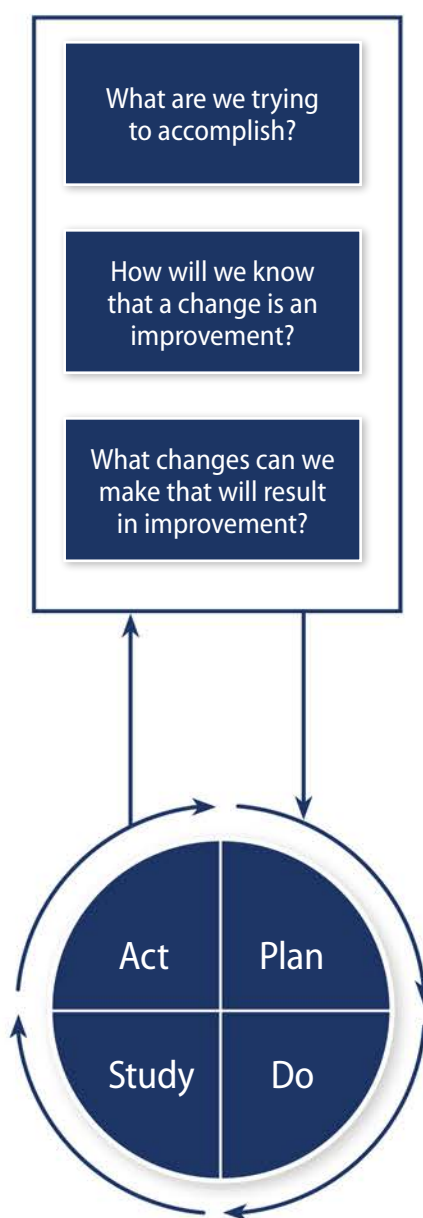 What are we trying
to accomplish?
How will we know
that a change is an
improvement?
What changes can we
make that will result
in improvement?
Act
Plan
Study
Do